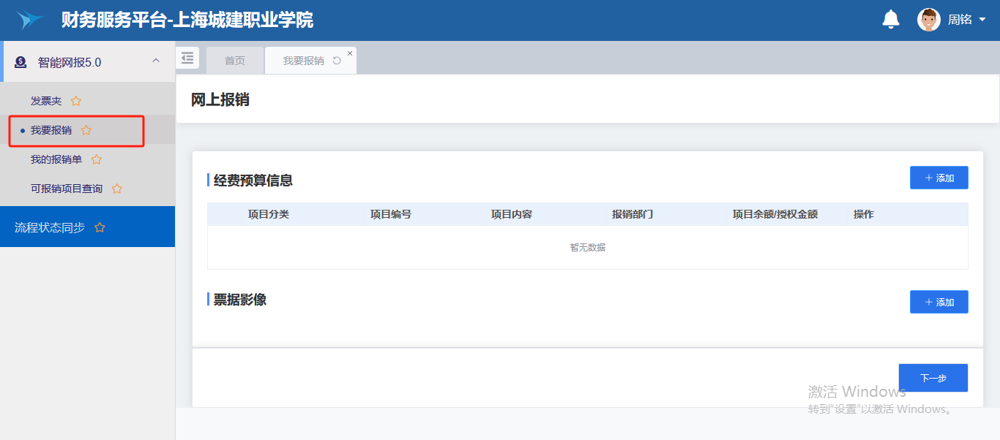 财务服务平台-上海城建职业学院
周铭
智能网报5.0
首页
我要报销
发票夹
我要报销
我的报销单
可报销项目查询
流程状态同步
网上报销
经费预算信息
添加
项目分类 项目编号 项目内容 报销部门 项目余额/授权金额 操作
暂无数据
票据影像
添加
下一步
激活 Windows
转到“设置”以激活 Windows。